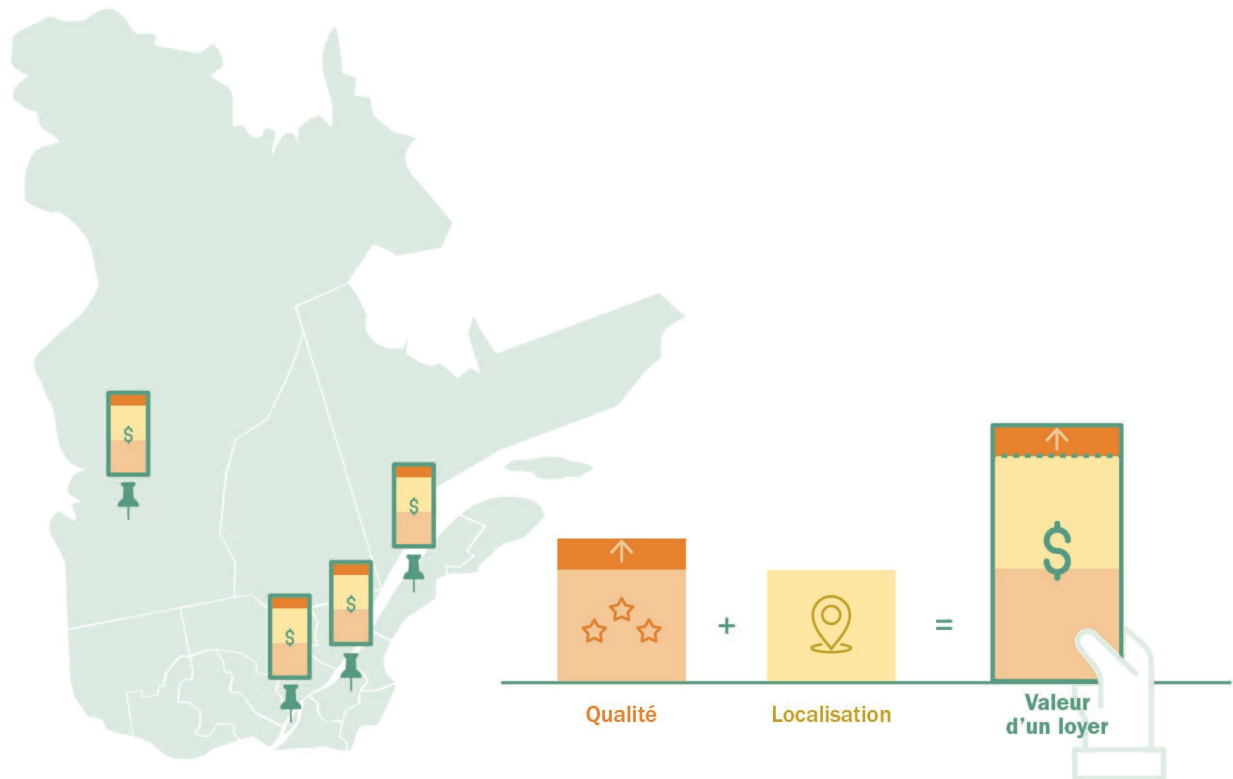 $
$
$
$
+
=
$
Qualité
Localisation
Valeur
d'un loyer